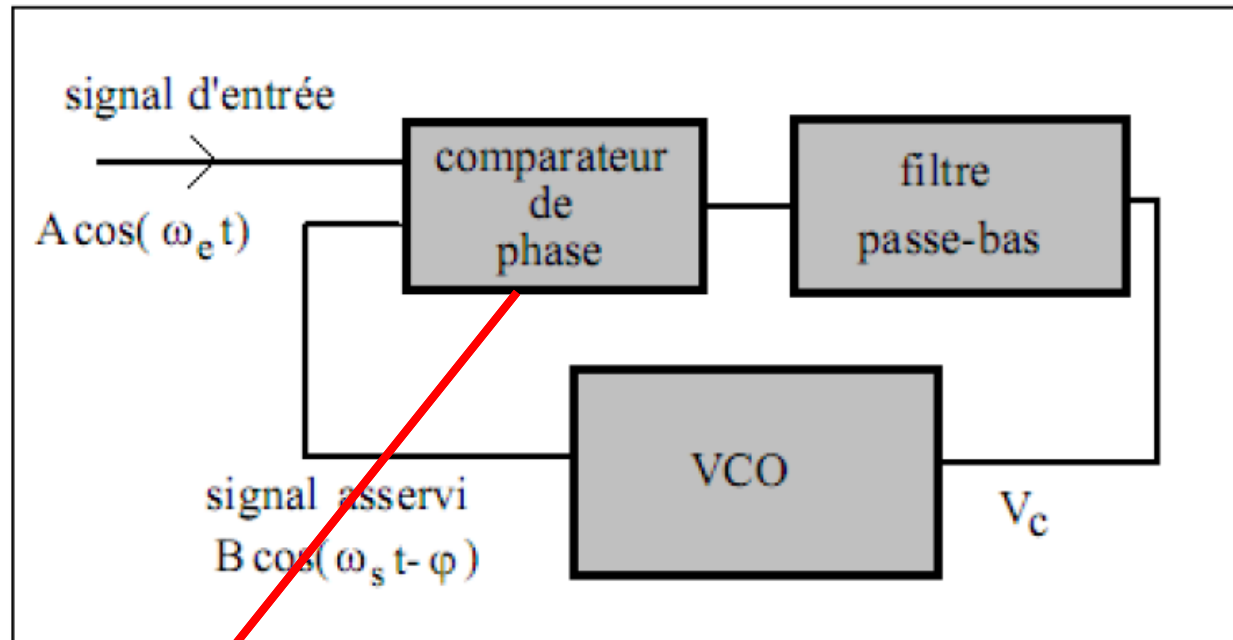 signal d'entrée
A cos( ωe t)
comparateur
de
phase
filtre
passe-bas
VCO
Vc
signal asservi
B cos( ωs t- φ)